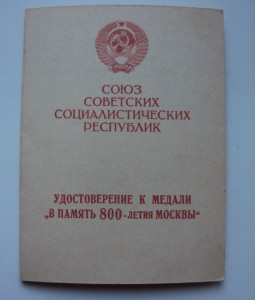 СОЮЗ
СОВЕТСКИХ
СОЦИАЛИСТИЧЕСКИХ
РЕСПУБЛИК
УДОСТОВЕРЕНИЕ К МЕДАЛИ
„В ПАМЯТЬ 800-ЛЕТИЯ МОСКВЫ“